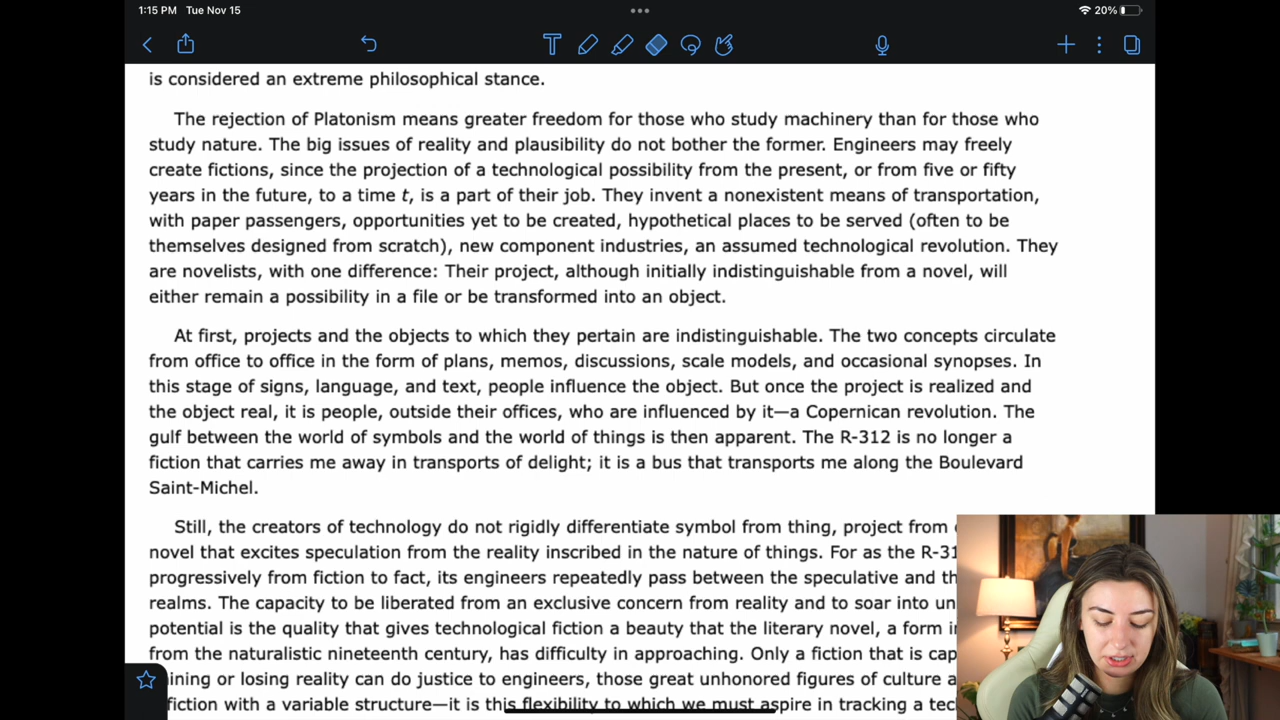 1:15 PM Tue Nov 15
20%
is considered an extreme philosophical stance.
The rejection of Platonism means greater freedom for those who study machinery than for those who
study nature. The big issues of reality and plausibility do not bother the former. Engineers may freely
create fictions, since the projection of a technological possibility from the present, or from five or fifty
years in the future, to a time t, is a part of their job. They invent a nonexistent means of transportation,
with paper passengers, opportunities yet to be created, hypothetical places to be served (often to be
themselves designed from scratch), new component industries, an assumed technological revolution. They
are novelists, with one difference: Their project, although initially indistinguishable from a novel, will
either remain a possibility in a file or be transformed into an object.
At first, projects and the objects to which they pertain are indistinguishable. The two concepts circulate
from office to office in the form of plans, memos, discussions, scale models, and occasional synopses. In
this stage of signs, language, and text, people influence the object. But once the project is realized and
the object real, it is people, outside their offices, who are influenced by it—a Copernican revolution. The
gulf between the world of symbols and the world of things is then apparent. The R-312 is no longer a
fiction that carries me away in transports of delight; it is a bus that transports me along the Boulevard
Saint-Michel.
Still, the creators of technology do not rigidly differentiate symbol from thing, project from
novel that excites speculation from the reality inscribed in the nature of things. For as the
progressively from fiction to fact, its engineers repeatedly pass between the speculative and
realms. The capacity to be liberated from an exclusive concern from reality and to soar into
potential is the quality that gives technological fiction a beauty that the literary novel, a form
from the naturalistic nineteenth century, has difficulty in approaching. Only a fiction that is
or losing reality can do justice to engineers, those great unhonored figures of culture
fiction with a variable structure—it is this flexibility to which we must aspire in tracking a